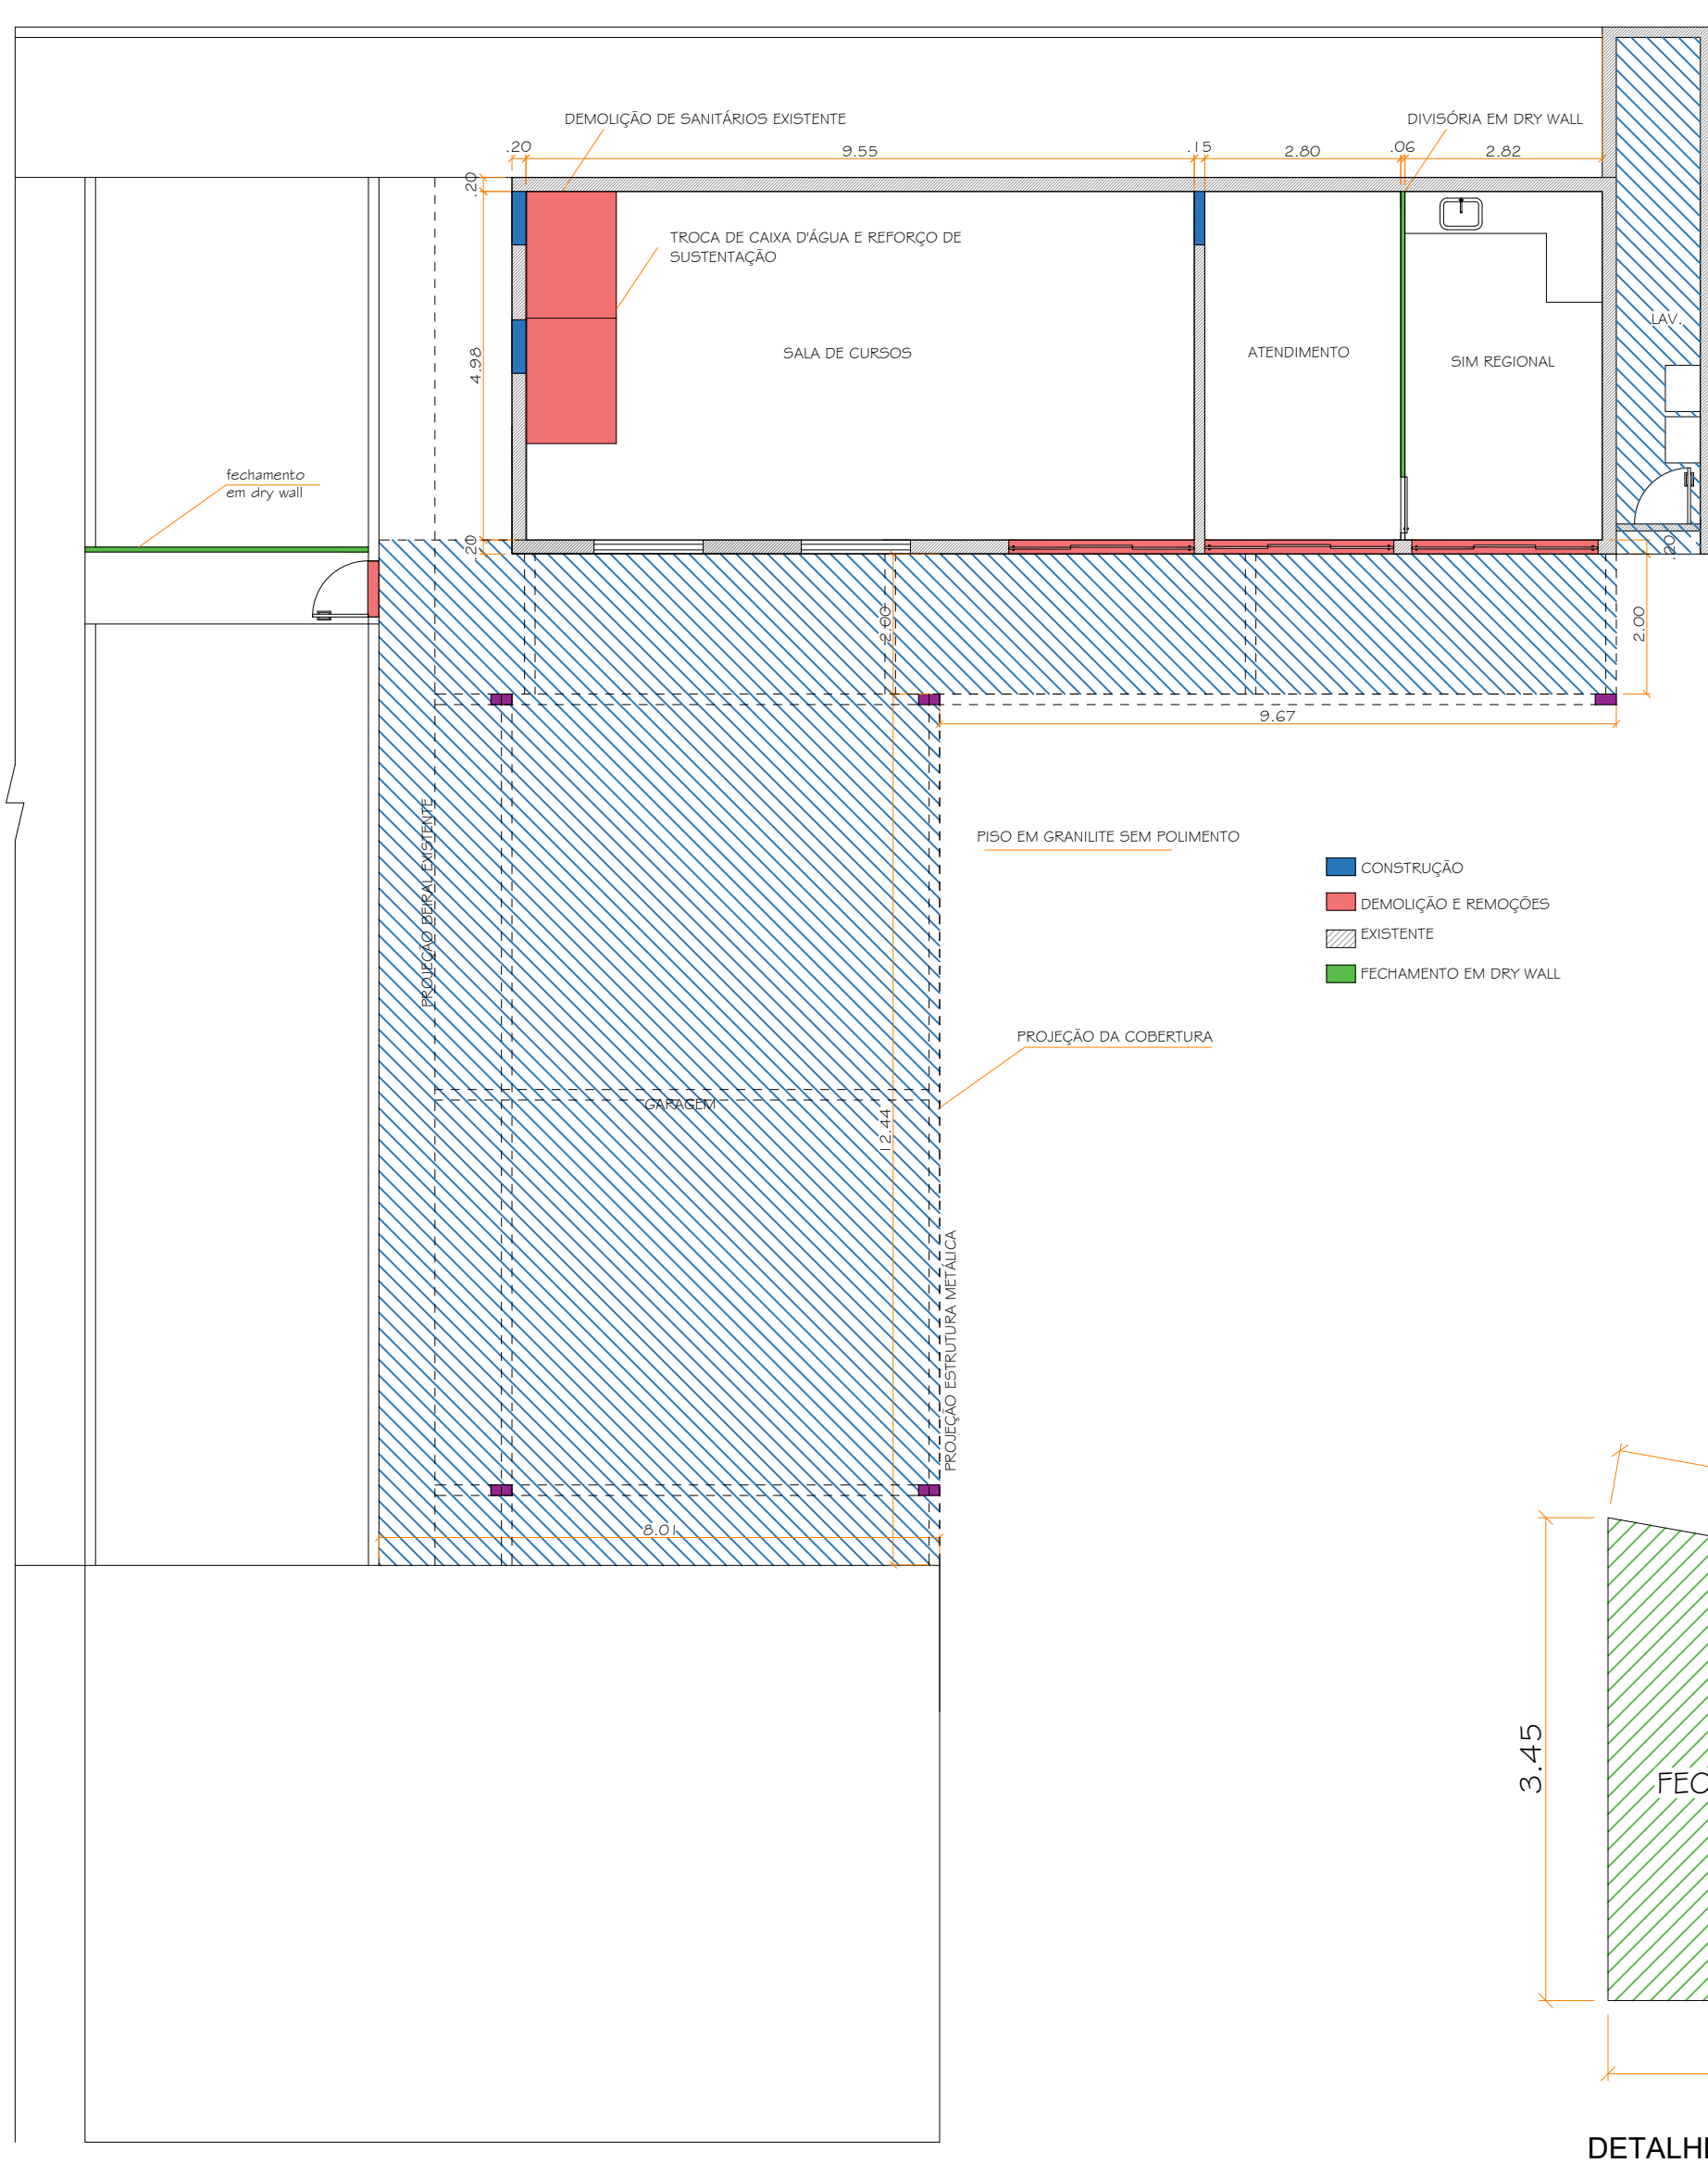 DEMOLIÇÃO DE SANITÁRIOS EXISTENTE
DIVISÓRIA EM DRY WALL
.20
9.55
.15
2.80
.06
2.82
.20
TROCA DE CAIXA D'ÁGUA E REFORÇO DE
SUSTENTAÇÃO
4.98
SALA DE CURSOS
ATENDIMENTO
SIM REGIONAL
LAV.
fechamento
em dry wall
.20
.20
2.00
2.00
9.67
PROJEÇÃO BEIRAL EXISTENTE
PISO EM GRANILITE SEM POLIMENTO
CONSTRUÇÃO
DEMOLIÇÃO E REMOÇÕES
EXISTENTE
FECHAMENTO EM DRY WALL
PROJEÇÃO DA COBERTURA
GARAGEM
12.44
PROJEÇÃO ESTRUTURA METÁLICA
8.01
3.45
FEC
DETALHE